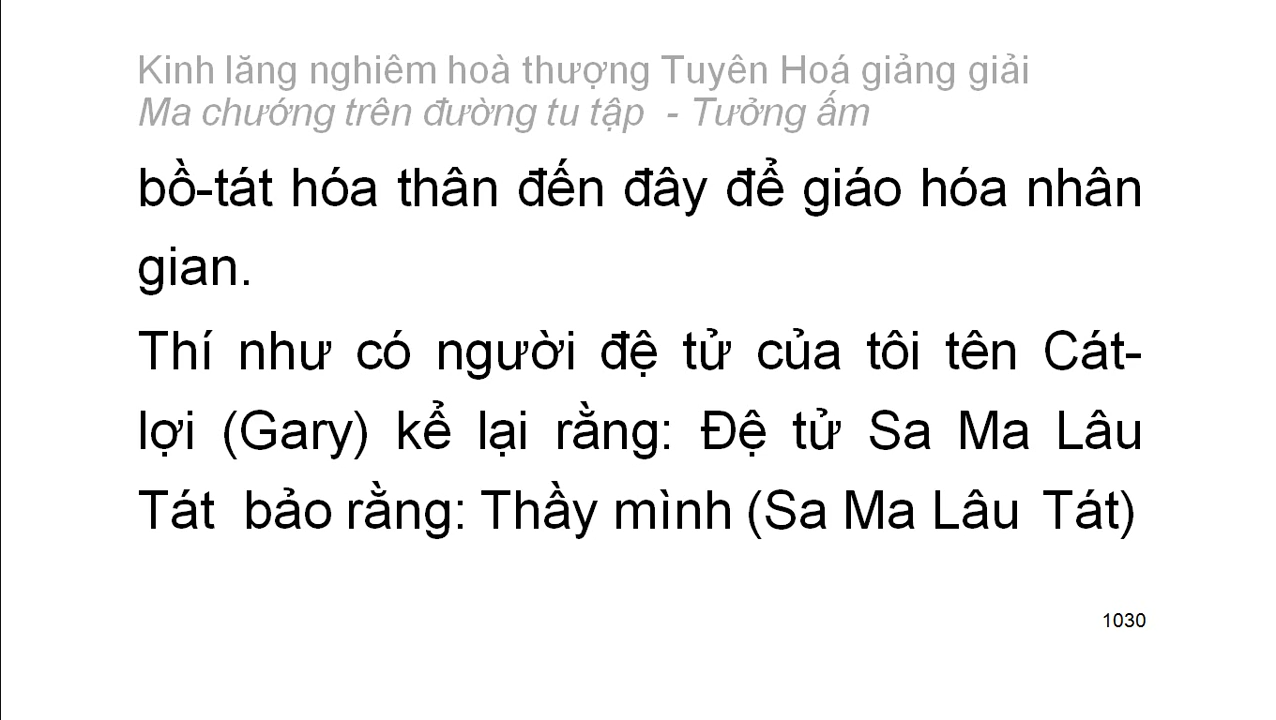 Kinh lăng nghiêm hoà thượng Tuyên Hoá giảng giải
Ma chướng trên đường tu tập - Tưởng ấm
bồ-tát hóa thân đến đây để giáo hóa nhân
gian.
Thí như có người đệ tử của tôi tên Cát-
lợi (Gary) kể lại rằng: Đệ tử Sa Ma Lâu
Tát bảo rằng: Thầy mình (Sa Ma Lâu Tát)
1030